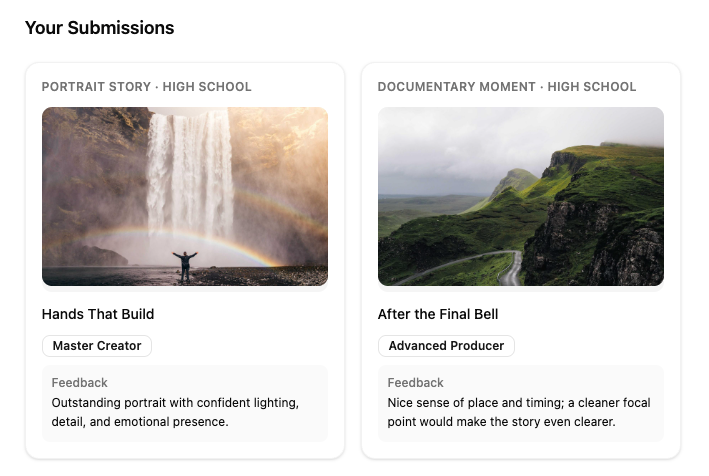 Your Submissions
PORTRAIT STORY · HIGH SCHOOL
Hands That Build
Master Creator
Feedback
Outstanding portrait with confident lighting,
detail, and emotional presence.
DOCUMENTARY MOMENT · HIGH SCHOOL
After the Final Bell
Advanced Producer
Feedback
Nice sense of place and timing; a cleaner focal
point would make the story even clearer.